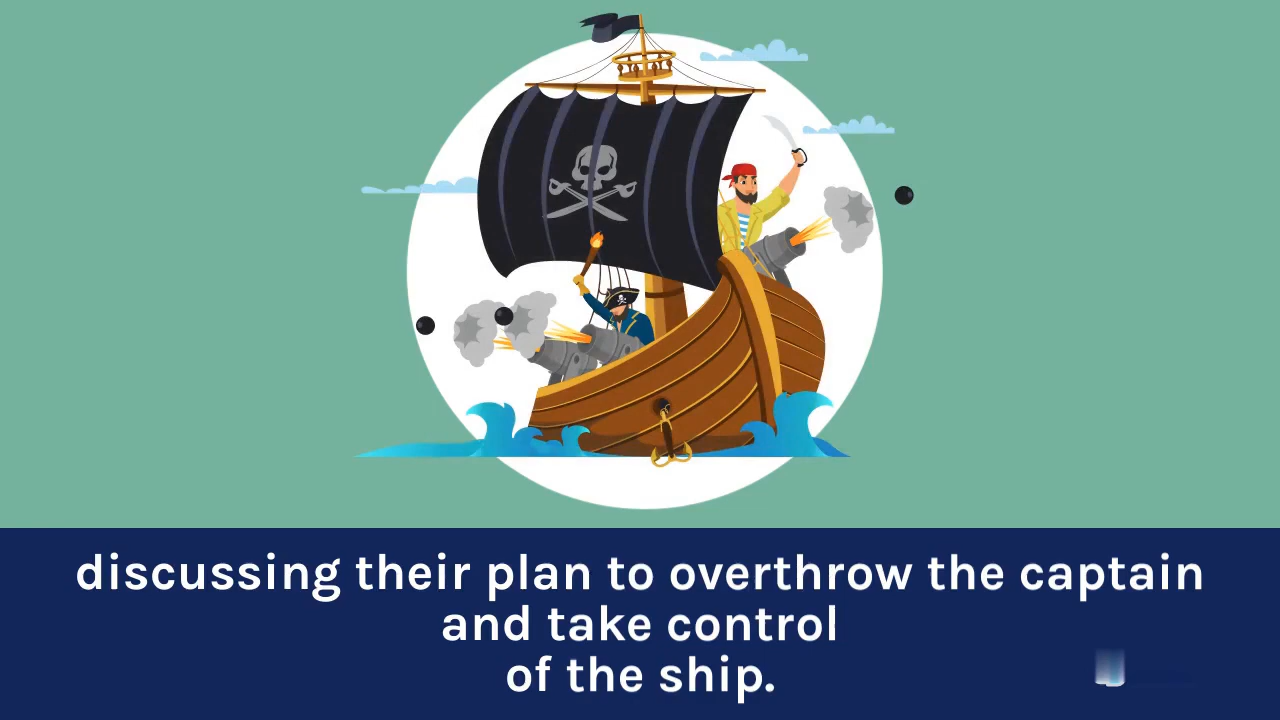 discussing their plan to overthrow the captain
and take control
of the ship.